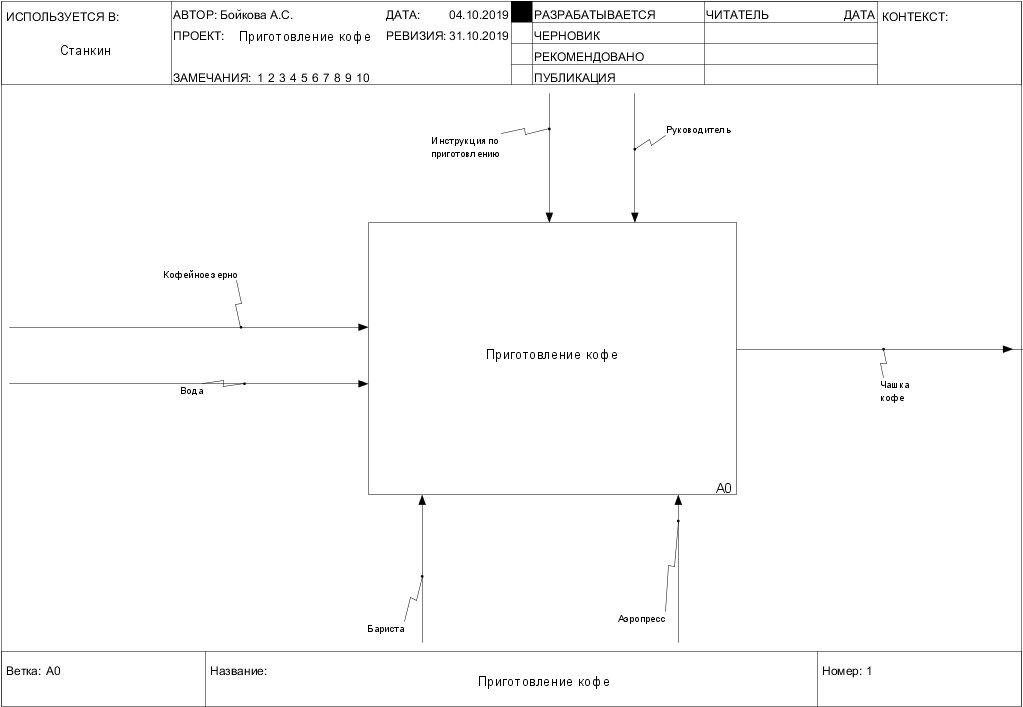 ИСПОЛЬЗУЕТСЯ В:
Станкин
АВТОР: Бойкова А.С.
ДАТА: 04.10.2019
ПРОЕКТ: Приготовление кофе
РЕВИЗИЯ: 31.10.2019
ЗАМЕЧАНИЯ: 1 2 3 4 5 6 7 8 9 10
РАЗРАБАТЫВАЕТСЯ
ЧЕРНОВИК
РЕКОМЕНДОВАНО
ПУБЛИКАЦИЯ
ЧИТАТЕЛЬ ДАТА
КОНТЕКСТ:
Инструкция по
приготовлению
Руководитель
Кофейное зерно
Вода
Приготовление кофе
A0
Чашка
кофе
Бариста
Аэропресс
Ветка: A0
Название:
Приготовление кофе
Номер: 1